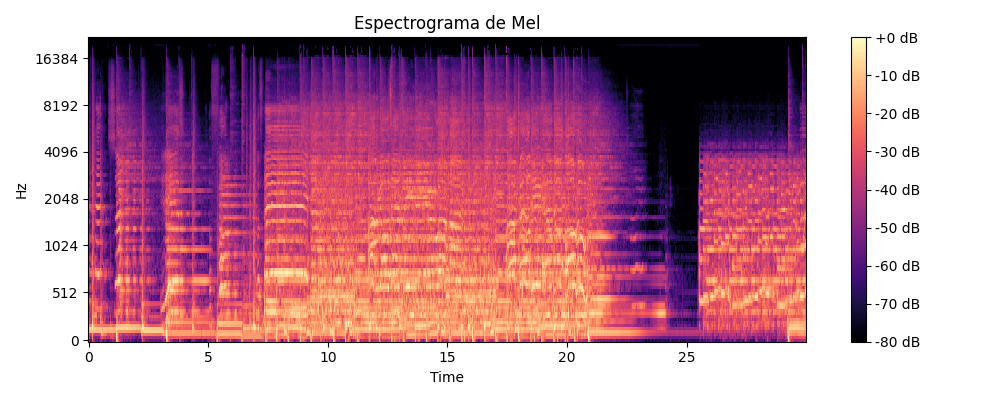 Espectrograma de Mel
Hz
16384
8192
4096
2048
1024
512
0
0 5 10 15 20 25
Time
+0 dB
-10 dB
-20 dB
-30 dB
-40 dB
-50 dB
-60 dB
-70 dB
-80 dB